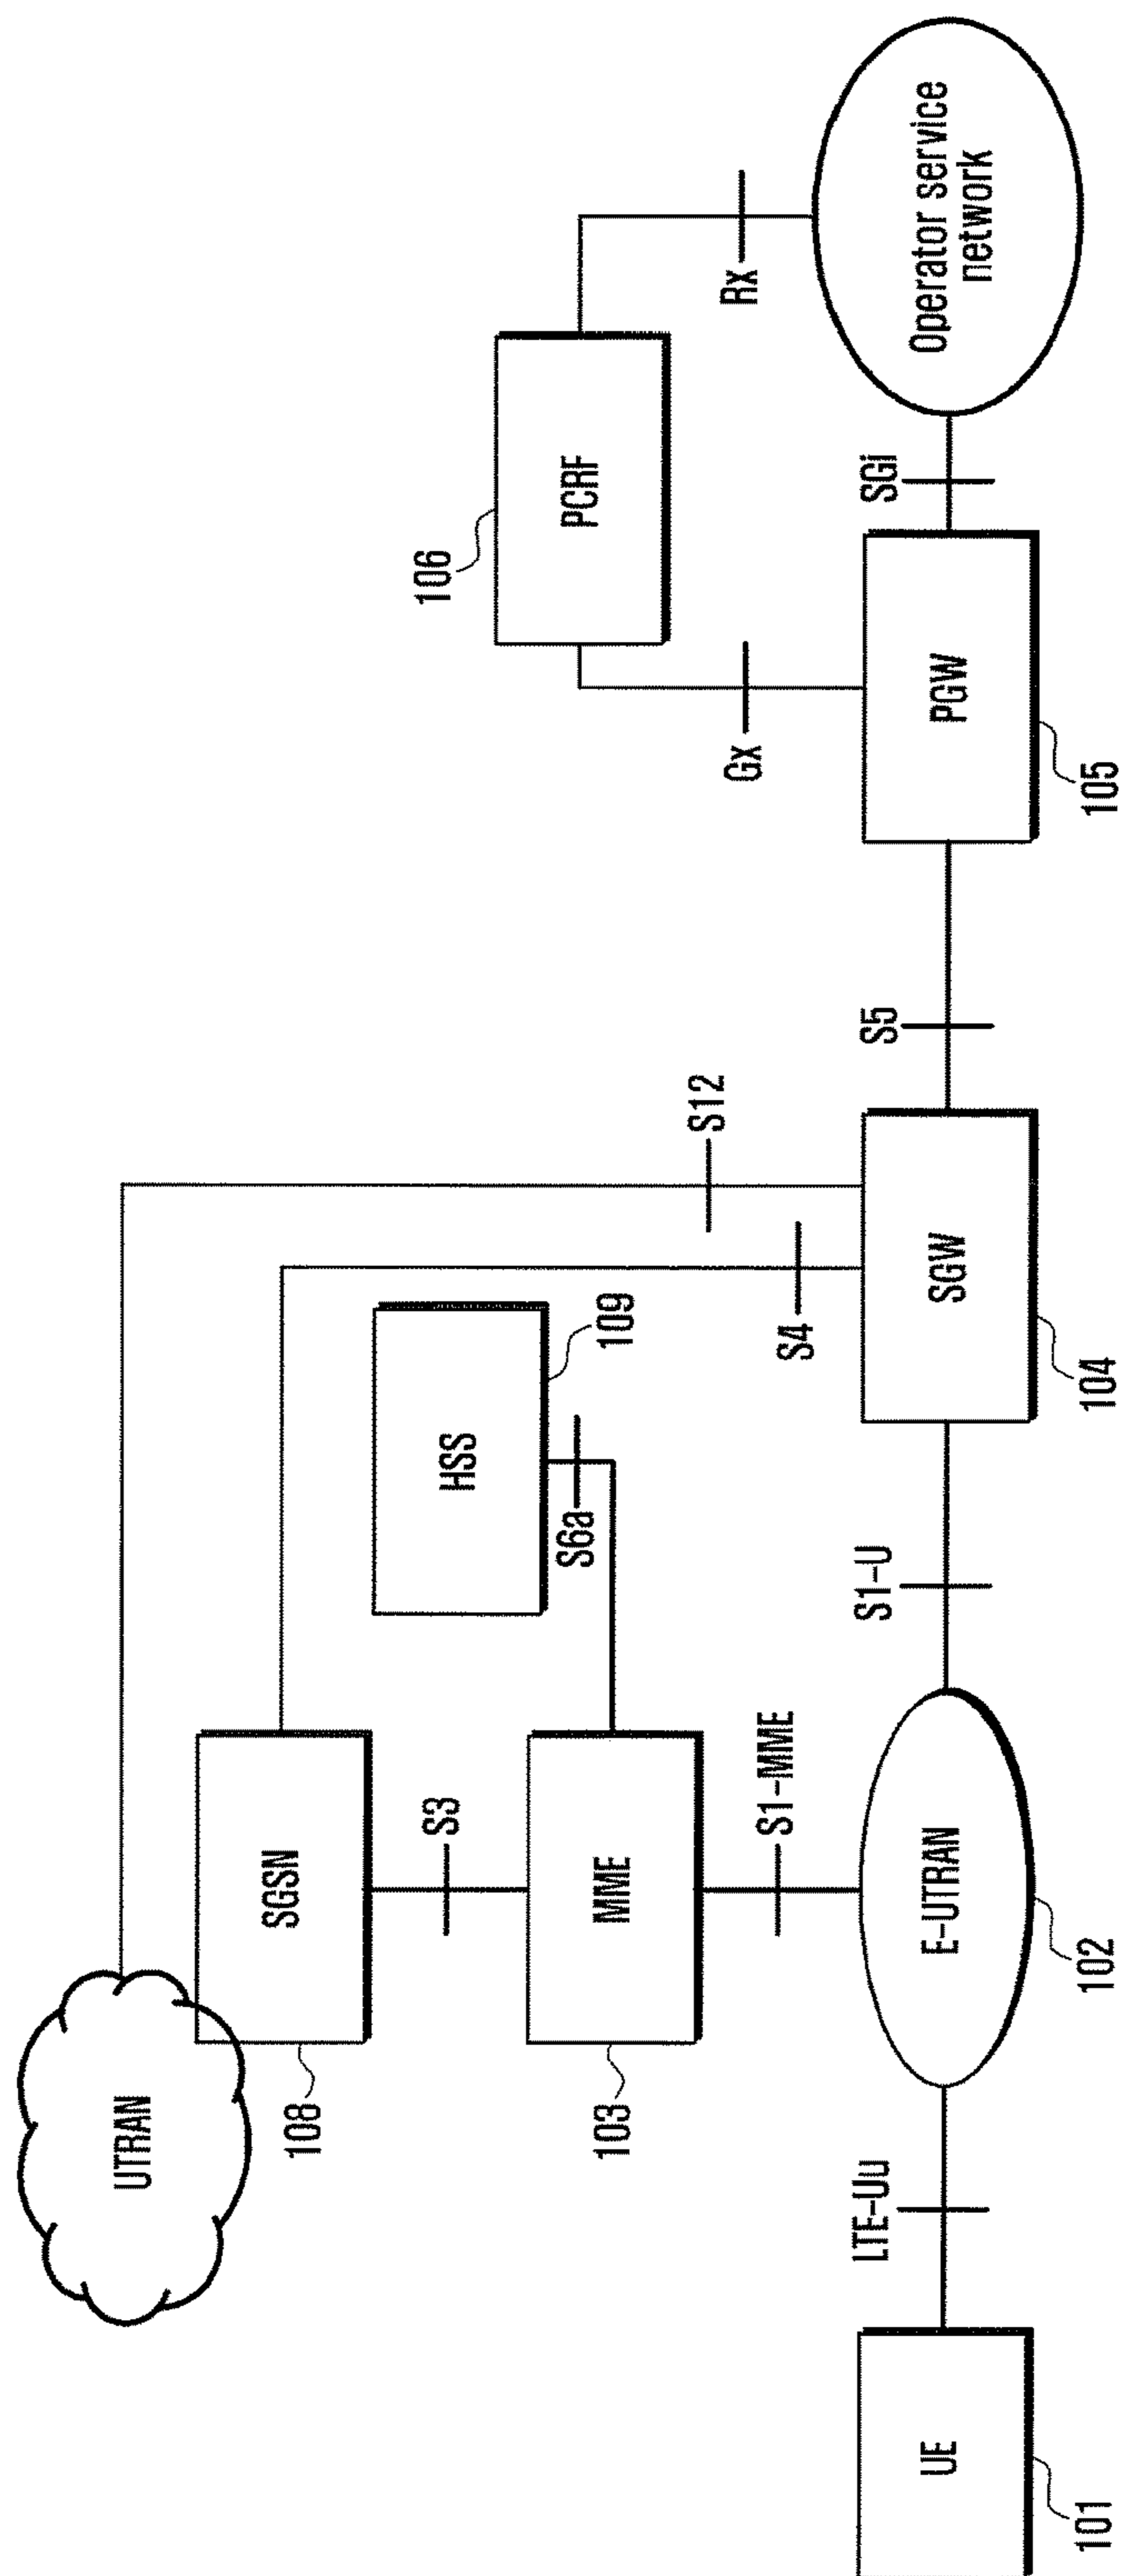 UTRAN
SGSN
108
S3
HSS
109
S6a
MME
103
S1-MME
S12
S4
PCRF
106
Gx
Rx
UE
101
LTE-Uu
E-UTRAN
102
S1-U
SGW
104
S5
PGW
105
SGi
Operator service
network